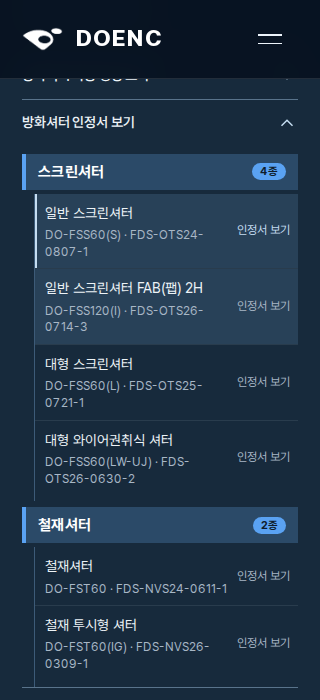 DOENC
방화셔터 인정서 보기
스크린셔터
4종
일반 스크린셔터
DO-FSS60(S) · FDS-OTS24-
0807-1
인정서 보기
일반 스크린셔터 FAB(팹) 2H
DO-FSS120(I) · FDS-OTS26-
0714-3
인정서 보기
대형 스크린셔터
DO-FSS60(L) · FDS-OTS25-
0721-1
인정서 보기
대형 와이어권취식 셔터
DO-FSS60(LW-UJ) · FDS-
OTS26-0630-2
인정서 보기
철재셔터
2종
철재셔터
DO-FST60 · FDS-NVS24-0611-1
인정서 보기
철재 투시형 셔터
DO-FST60(IG) · FDS-NVS26-
0309-1
인정서 보기